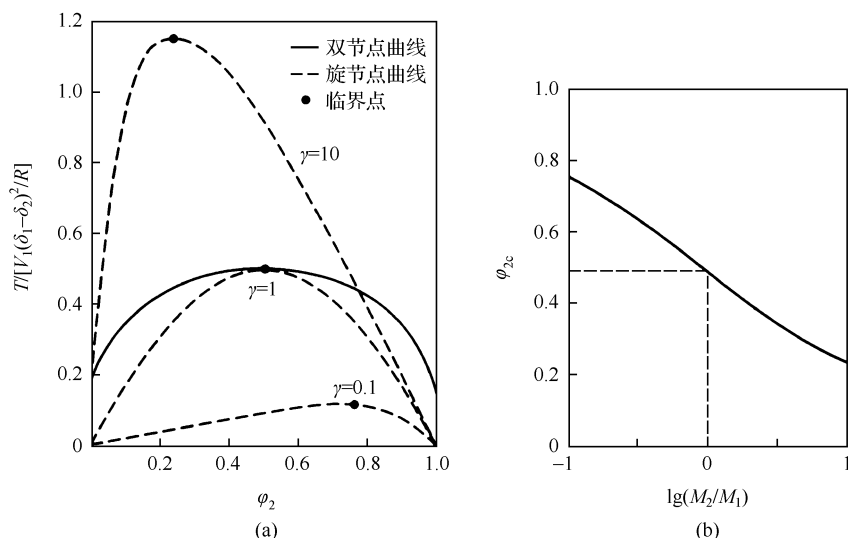 1.2
1.0
0.8
0.6
0.4
0.2
0
T/[V₁(δ₁–δ₂)²/R]
双节点曲线
旋节点曲线
临界点
γ=10
γ=1
γ=0.1
0.2 0.4 0.6 0.8 1.0
φ₂
(a)
1.0
0.8
0.6
0.4
0.2
0
φ₂c
−1 0 1
lg(M₂/M₁)
(b)